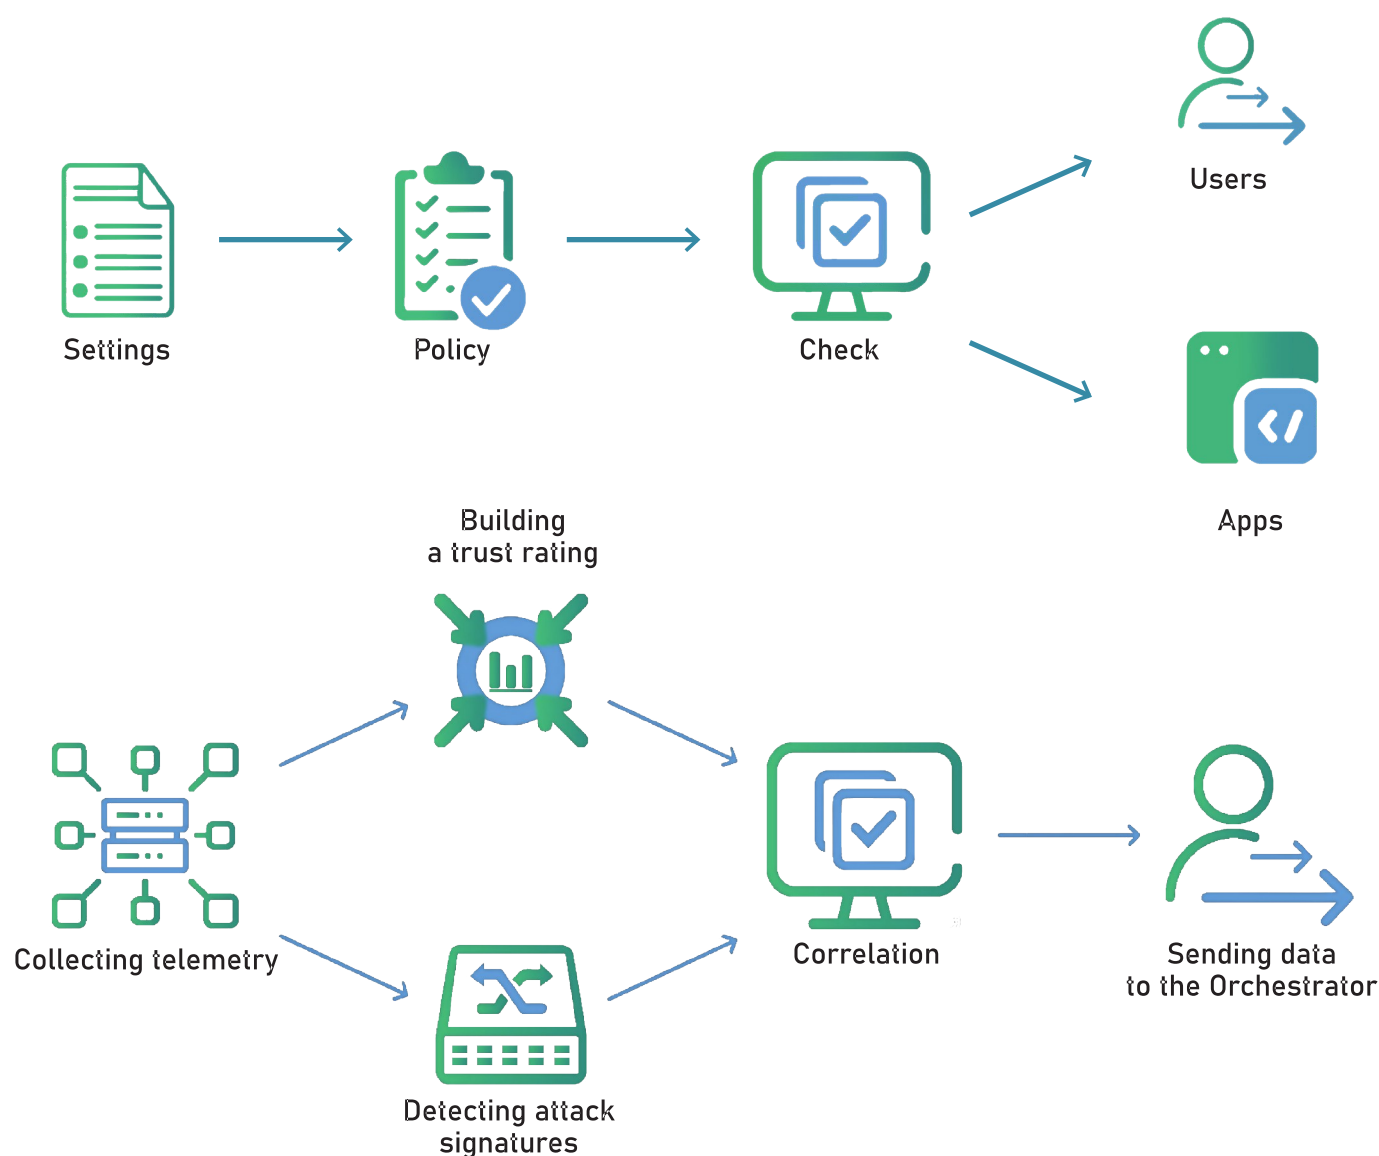 Users
Settings
Policy
Check
Apps
Building
a trust rating
Collecting telemetry
Correlation
Sending data
to the Orchestrator
Detecting attack
signatures